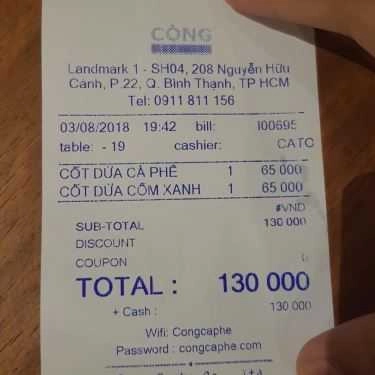 CỘNG
Landmark 1 - SH04, 208 Nguyễn Hữu
Cảnh, P.22, Q. Bình Thạnh, TP HCM
Tel: 0911 811 156
03/08/2018 19:42 bill: I00695
table: - 19 cashier: CATC
CỐT DỪA CÀ PHÊ 1 65 000
CỐT DỪA CỐM XANH 1 65 000
#VND
SUB-TOTAL 130 000
DISCOUNT
COUPON
TOTAL : 130 000
+ Cash : 130 000
Wifi: Congcaphe
Password : congcaphe.com